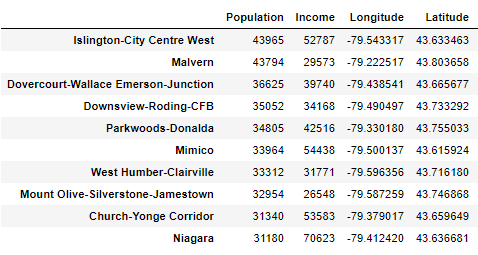 Population Income Longitude Latitude
Islington-City Centre West 43965 52787 -79.543317 43.633463
Malvern 43794 29573 -79.222517 43.803658
Dovercourt-Wallace Emerson-Junction 36625 39740 -79.438541 43.665677
Downsview-Roding-CFB 35052 34168 -79.490497 43.733292
Parkwoods-Donalda 34805 42516 -79.330180 43.755033
Mimico 33964 54438 -79.500137 43.615924
West Humber-Clairville 33312 31771 -79.596356 43.716180
Mount Olive-Silverstone-Jamestown 32954 26548 -79.587259 43.746868
Church-Yonge Corridor 31340 53583 -79.379017 43.659649
Niagara 31180 70623 -79.412420 43.636681